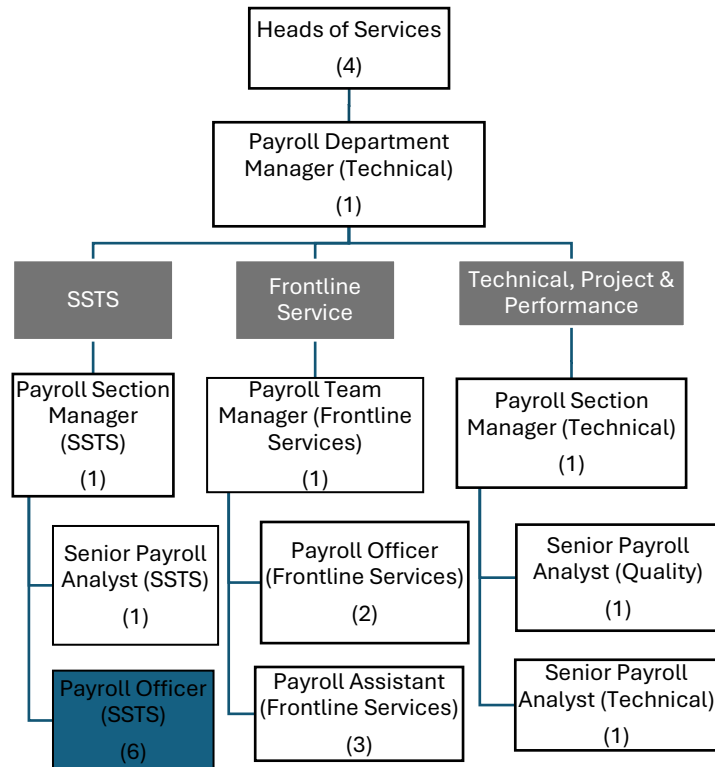 Heads of Services
(4)
Payroll Department
Manager (Technical)
(1)
SSTS
Frontline
Service
Technical, Project &
Performance
Payroll Section
Manager
(SSTS)
(1)
Payroll Team
Manager (Frontline
Services)
(1)
Payroll Section
Manager (Technical)
(1)
Senior Payroll
Analyst (SSTS)
(1)
Payroll Officer
(Frontline Services)
(2)
Senior Payroll
Analyst (Quality)
(1)
Payroll Officer
(SSTS)
(6)
Payroll Assistant
(Frontline Services)
(3)
Senior Payroll
Analyst (Technical)
(1)